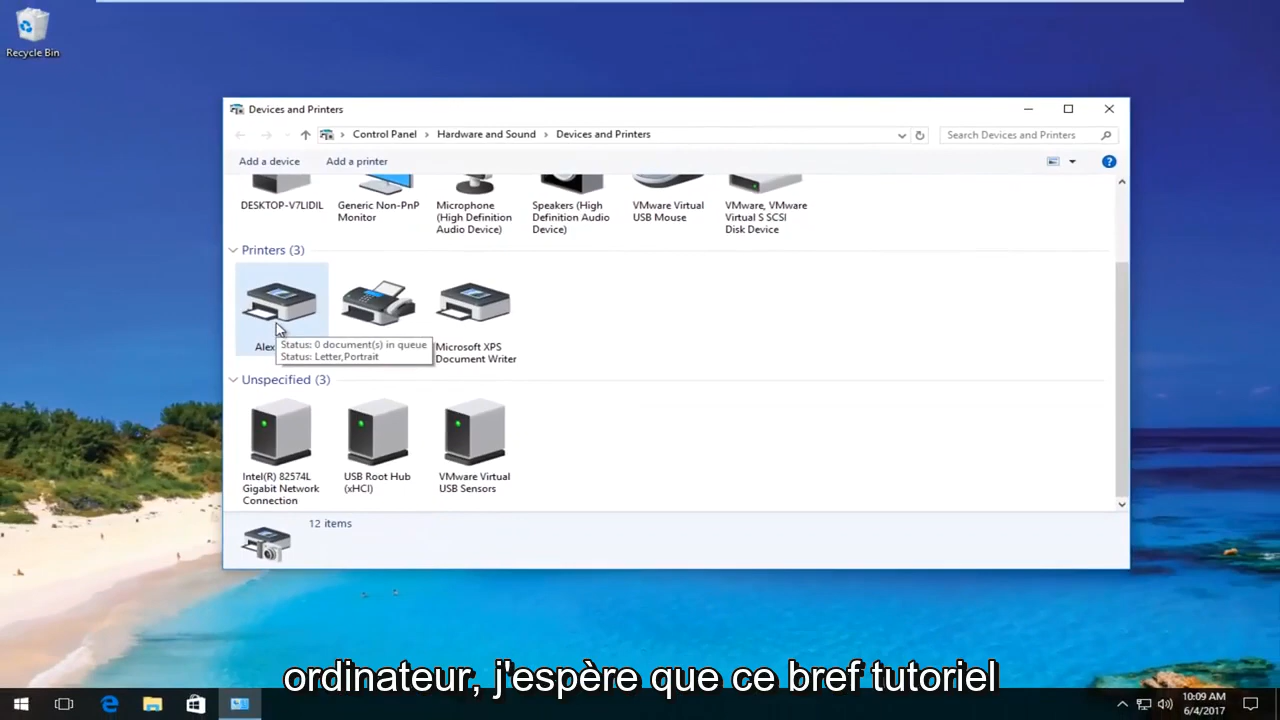 Recycle Bin
Devices and Printers
Control Panel > Hardware and Sound > Devices and Printers
Search Devices and Printers
Add a device
Add a printer
DESKTOP-V7LIDIL
Generic Non-PnP
Monitor
Microphone
(High Definition
Audio Device)
Speakers (High
Definition Audio
Device)
VMware Virtual
USB Mouse
VMware, VMware
Virtual S SCSI
Disk Device
Printers (3)
Alex
Status: 0 document(s) in queue
Status: Letter,Portrait
Microsoft XPS
Document Writer
Unspecified (3)
Intel(R) 82574L
Gigabit Network
Connection
USB Root Hub
(xHCI)
VMware Virtual
USB Sensors
12 items
ordinateur, j'espère que ce bref tutoriel
10:09 AM
6/4/2017